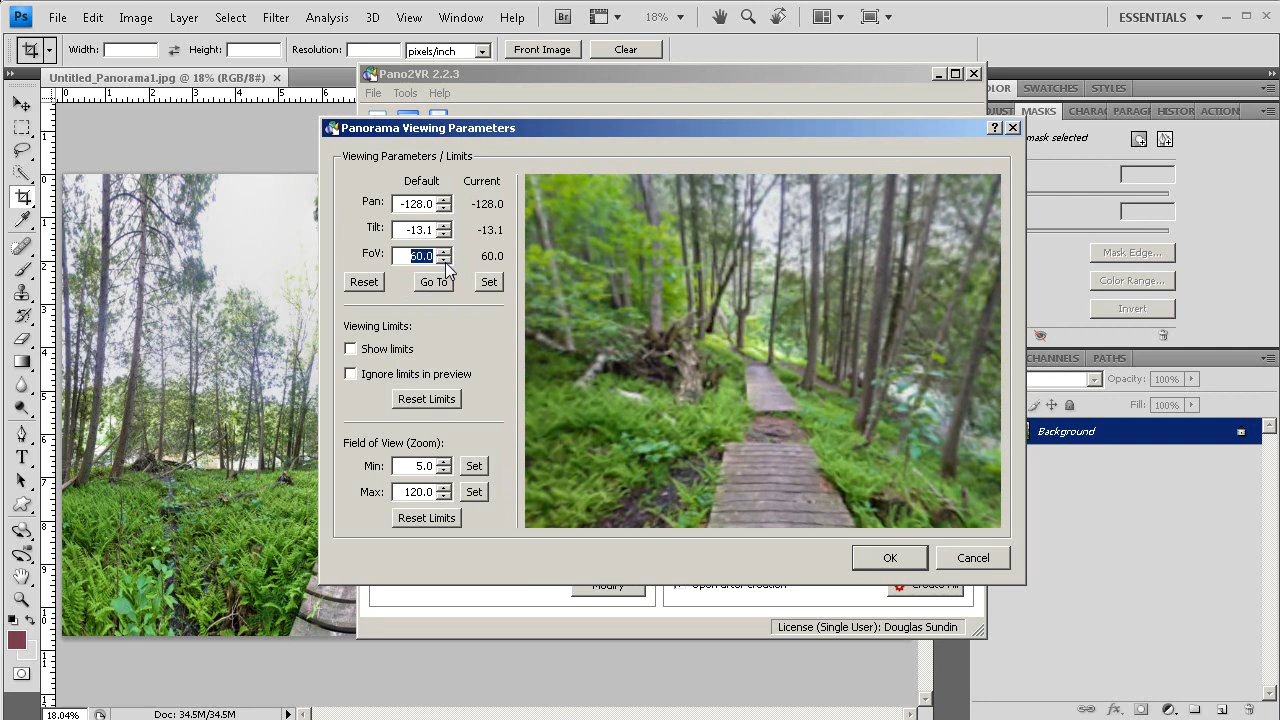 Ps File Edit Image Layer Select Filter Analysis 3D View Window Help Br 18% ESSENTIALS
Width: Height: Resolution: pixels/inch Front Image Clear
Untitled_Panorama1.jpg @ 18% (RGB/8#) ×
Pano2VR 2.2.3
File Tools Help
SWATCHES STYLES
MASKS
mask selected
Mask Edge...
Color Range...
Invert
PATHS
Opacity: 100%
Fill: 100%
Background
Panorama Viewing Parameters
Viewing Parameters / Limits
Default Current
Pan: -128.0 -128.0
Tilt: -13.1 -13.1
FoV: 60.0 60.0
Reset Go To Set
Viewing Limits:
Show limits
Ignore limits in preview
Reset Limits
Field of View (Zoom):
Min: 5.0 Set
Max: 120.0 Set
Reset Limits
OK Cancel
License (Single User): Douglas Sundin
18.04% Doc: 34.5M/34.5M